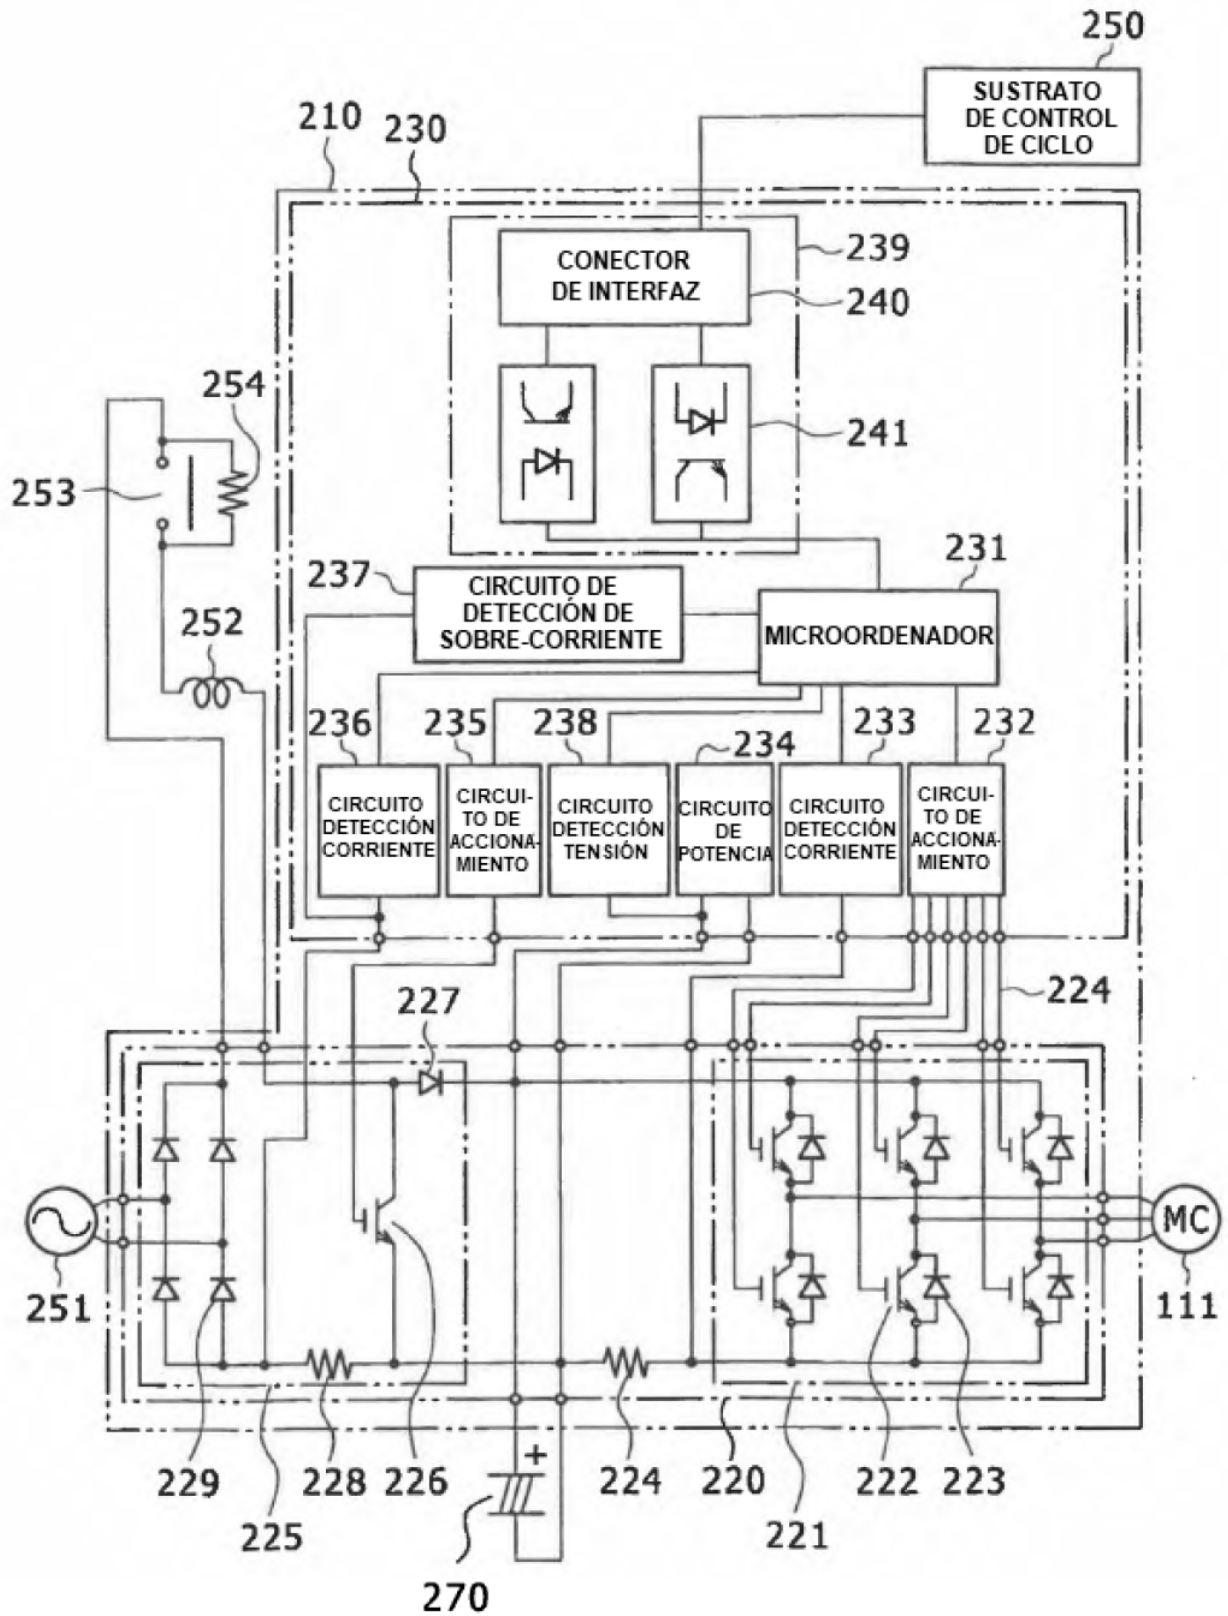 250
SUSTRATO
DE CONTROL
DE CICLO
210
230
239
CONECTOR
DE INTERFAZ
240
254
241
253
237
CIRCUITO DE
DETECCIÓN DE
SOBRE-CORRIENTE
231
MICROORDENADOR
252
236
235
238
234
233
232
CIRCUITO
DETECCIÓN
CORRIENTE
CIRCUI-
TO DE
ACCIONA-
MIENTO
CIRCUITO
DETECCIÓN
TENSIÓN
CIRCUITO
DE
POTENCIA
CIRCUITO
DETECCIÓN
CORRIENTE
CIRCUI-
TO DE
ACCIONA-
MIENTO
227
224
MC
251
111
+
229
228
226
224
220
222
223
225
221
270